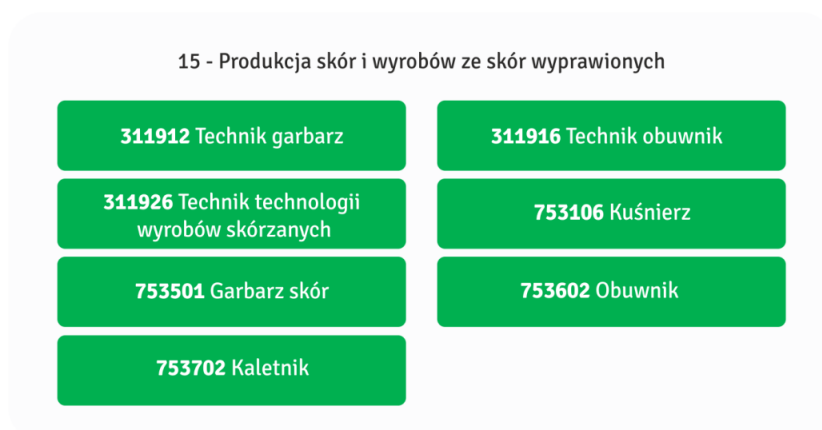 15 - Produkcja skór i wyrobów ze skór wyprawionych
311912 Technik garbarz
311916 Technik obuwnik
311926 Technik technologii
wyrobów skórzanych
753106 Kuśnierz
753501 Garbarz skór
753602 Obuwnik
753702 Kaletnik